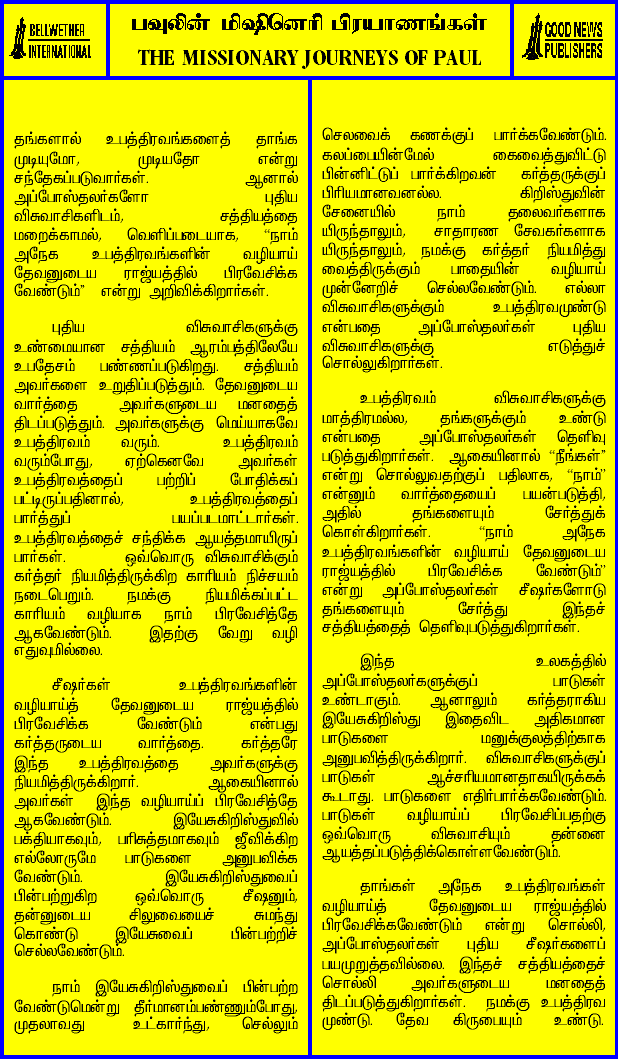 BELLWETHER
INTERNATIONAL
பவுலின் மிஷினெரி பிரயாணங்கள்
THE MISSIONARY JOURNEYS OF PAUL
GOOD NEWS
PUBLISHERS
தங்களால் உபத்திரவங்களைத் தாங்க
முடியுமோ, முடியதோ என்று
சந்தேகப்படுவார்கள். ஆனால்
அப்போஸ்தலர்களோ புதிய
விசுவாசிகளிடம், சத்தியத்தை
மறைக்காமல், வெளிப்படையாக, “நாம்
அநேக உபத்திரவங்களின் வழியாய்
தேவனுடைய ராஜ்யத்தில் பிரவேசிக்க
வேண்டும்” என்று அறிவிக்கிறார்கள்.
புதிய விசுவாசிகளுக்கு
உண்மையான சத்தியம் ஆரம்பத்திலேயே
உபதேசம் பண்ணப்படுகிறது. சத்தியம்
அவர்களை உறுதிப்படுத்தும். தேவனுடைய
வார்த்தை அவர்களுடைய மனதைத்
திடப்படுத்தும். அவர்களுக்கு மெய்யாகவே
உபத்திரவம் வரும். உபத்திரவம்
வரும்போது, ஏற்கெனவே அவர்கள்
உபத்திரவத்தைப் பற்றிப் போதிக்கப்
பட்டிருப்பதினால், உபத்திரவத்தைப்
பார்த்துப் பயப்படமாட்டார்கள்.
உபத்திரவத்தைச் சந்திக்க ஆயத்தமாயிருப்
பார்கள். ஒவ்வொரு விசுவாசிக்கும்
கர்த்தர் நியமித்திருக்கிற காரியம் நிச்சயம்
நடைபெறும். நமக்கு நியமிக்கப்பட்ட
காரியம் வழியாக நாம் பிரவேசித்தே
ஆகவேண்டும். இதற்கு வேறு வழி
எதுவுமில்லை.
சீஷர்கள் உபத்திரவங்களின்
வழியாய்த் தேவனுடைய ராஜ்யத்தில்
பிரவேசிக்க வேண்டும் என்பது
கர்த்தருடைய வார்த்தை. கர்த்தரே
இந்த உபத்திரவத்தை அவர்களுக்கு
நியமித்திருக்கிறார். ஆகையினால்
அவர்கள் இந்த வழியாய்ப் பிரவேசித்தே
ஆகவேண்டும். இயேசுகிறிஸ்துவில்
பக்தியாகவும், பரிசுத்தமாகவும் ஜீவிக்கிற
எல்லோருமே பாடுகளை அனுபவிக்க
வேண்டும். இயேசுகிறிஸ்துவைப்
பின்பற்றுகிற ஒவ்வொரு சீஷனும்,
தன்னுடைய சிலுவையைச் சுமந்து
கொண்டு இயேசுவைப் பின்பற்றிச்
செல்லவேண்டும்.
நாம் இயேசுகிறிஸ்துவைப் பின்பற்ற
வேண்டுமென்று தீர்மானம்பண்ணும்போது,
முதலாவது உட்கார்ந்து, செல்லும்
செலவைக் கணக்குப் பார்க்கவேண்டும்.
கலப்பையின்மேல் கைவைத்துவிட்டு
பின்னிட்டுப் பார்க்கிறவன் கர்த்தருக்குப்
பிரியமானவனல்ல. கிறிஸ்துவின்
சேனையில் நாம் தலைவர்களாக
யிருந்தாலும், சாதாரண சேவகர்களாக
யிருந்தாலும், நமக்கு கர்த்தர் நியமித்து
வைத்திருக்கும் பாதையின் வழியாய்
முன்னேறிச் செல்லவேண்டும். எல்லா
விசுவாசிகளுக்கும் உபத்திரவமுண்டு
என்பதை அப்போஸ்தலர்கள் புதிய
விசுவாசிகளுக்கு எடுத்துச்
சொல்லுகிறார்கள்.
உபத்திரவம் விசுவாசிகளுக்கு
மாத்திரமல்ல, தங்களுக்கும் உண்டு
என்பதை அப்போஸ்தலர்கள் தெளிவு
படுத்துகிறார்கள். ஆகையினால் “நீங்கள்”
என்று சொல்லுவதற்குப் பதிலாக, “நாம்”
என்னும் வார்த்தையைப் பயன்படுத்தி,
அதில் தங்களையும் சேர்த்துக்
கொள்கிறார்கள். “நாம் அநேக
உபத்திரவங்களின் வழியாய் தேவனுடைய
ராஜ்யத்தில் பிரவேசிக்க வேண்டும்”
என்று அப்போஸ்தலர்கள் சீஷர்களோடு
தங்களையும் சேர்த்து இந்தச்
சத்தியத்தைத் தெளிவுபடுத்துகிறார்கள்.
இந்த உலகத்தில்
அப்போஸ்தலர்களுக்குப் பாடுகள்
உண்டாகும். ஆனாலும் கர்த்தராகிய
இயேசுகிறிஸ்து இதைவிட அதிகமான
பாடுகளை மனுக்குலத்திற்காக
அனுபவித்திருக்கிறார். விசுவாசிகளுக்குப்
பாடுகள் ஆச்சரியமானதாகயிருக்கக்
கூடாது. பாடுகளை எதிர்பார்க்கவேண்டும்.
பாடுகள் வழியாய்ப் பிரவேசிப்பதற்கு
ஒவ்வொரு விசுவாசியும் தன்னை
ஆயத்தப்படுத்திக்கொள்ளவேண்டும்.
தாங்கள் அநேக உபத்திரவங்கள்
வழியாய்த் தேவனுடைய ராஜ்யத்தில்
பிரவேசிக்கவேண்டும் என்று சொல்லி,
அப்போஸ்தலர்கள் புதிய சீஷர்களைப்
பயமுறுத்தவில்லை. இந்தச் சத்தியத்தைச்
சொல்லி அவர்களுடைய மனதைத்
திடப்படுத்துகிறார்கள். நமக்கு உபத்திரவ
முண்டு. தேவ கிருபையும் உண்டு.